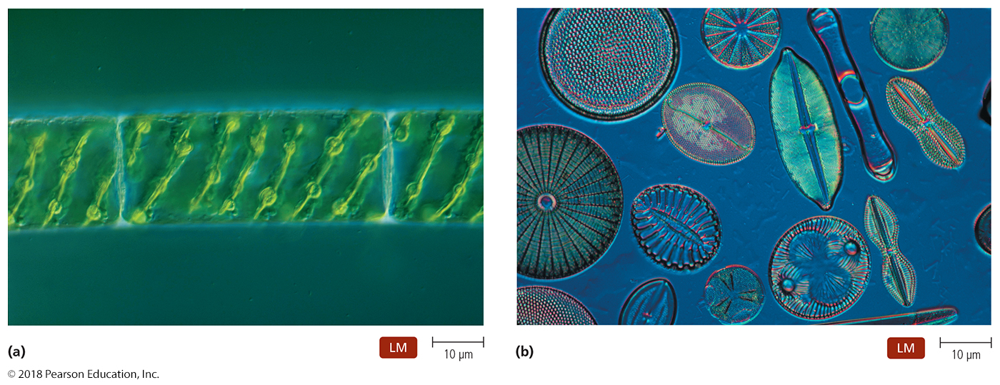 (a)
LM
10 µm
(b)
LM
10 µm
© 2018 Pearson Education, Inc.